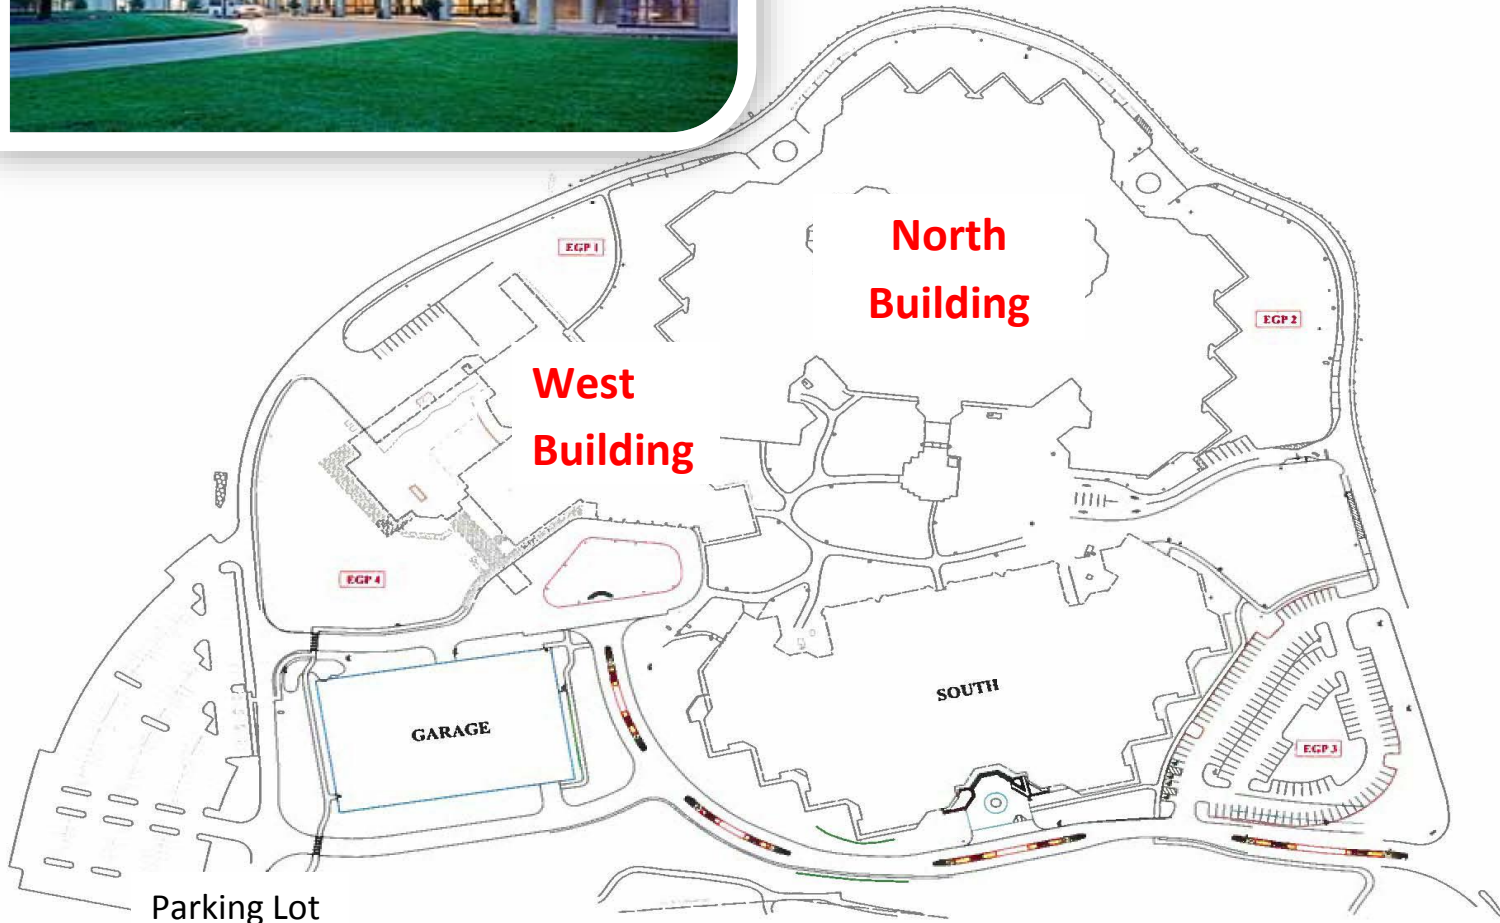 EGP 1
North
Building
EGP 2
West
Building
EGP 4
SOUTH
GARAGE
EGP 3
Parking Lot